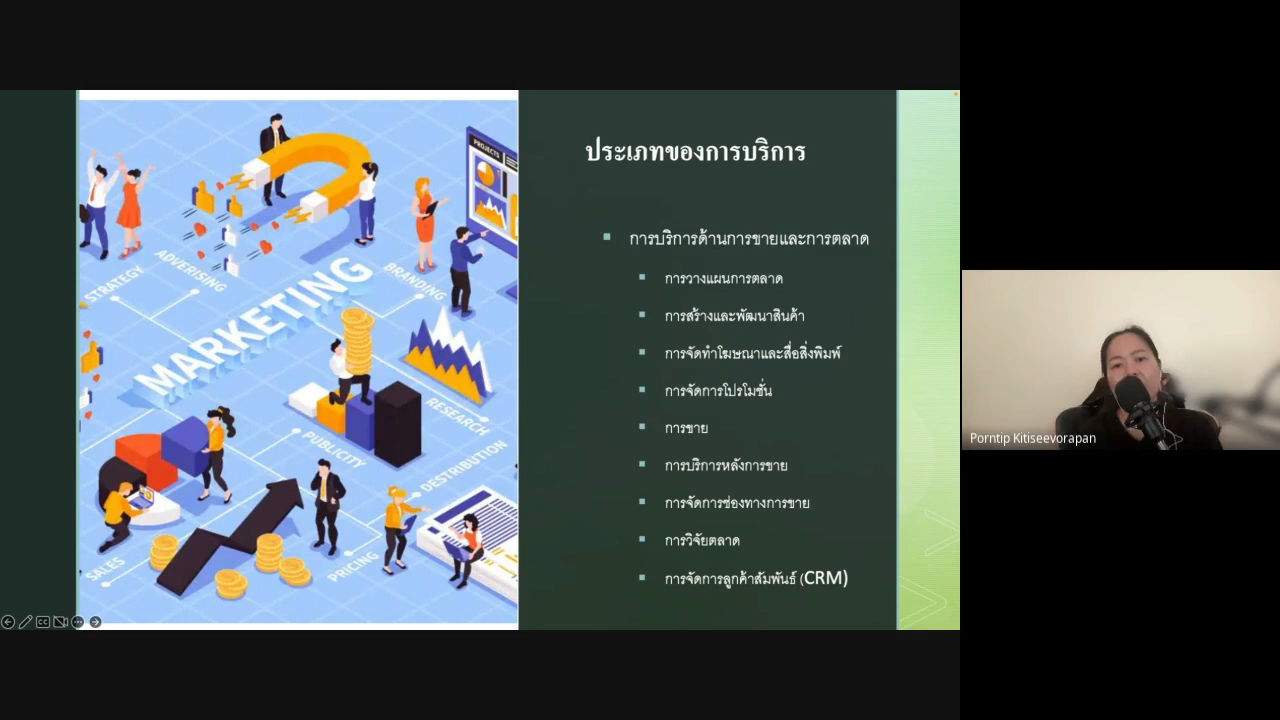 PROJECTS
STRATEGY
ADVERISING
BRANDING
MARKETING
RESEARCH
PUBLICITY
DESTRIBUTION
PRICING
SALES
ประเภทของการบริการ
การบริการด้านการขายและการตลาด
การวางแผนการตลาด
การสร้างและพัฒนาสินค้า
การจัดทำโฆษณาและสื่อสิ่งพิมพ์
การจัดการโปรโมชั่น
การขาย
การบริการหลังการขาย
การจัดการช่องทางการขาย
การวิจัยตลาด
การจัดการลูกค้าสัมพันธ์ (CRM)
Porntip Kitiseevorapan